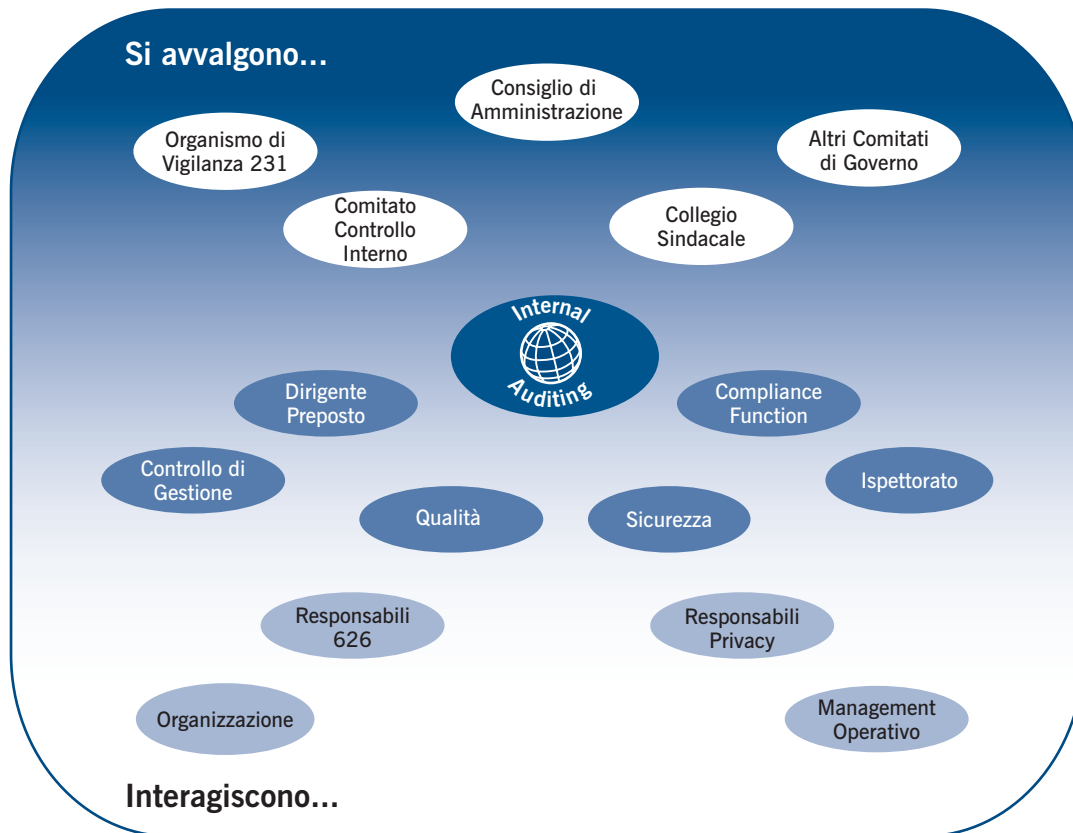 Si avvalgono...
Consiglio di
Amministrazione
Organismo di
Vigilanza 231
Altri Comitati
di Governo
Comitato
Controllo
Interno
Collegio
Sindacale
Internal
Auditing
Dirigente
Preposto
Compliance
Function
Controllo di
Gestione
Ispettorato
Qualità
Sicurezza
Responsabili
626
Responsabili
Privacy
Organizzazione
Management
Operativo
Interagiscono...